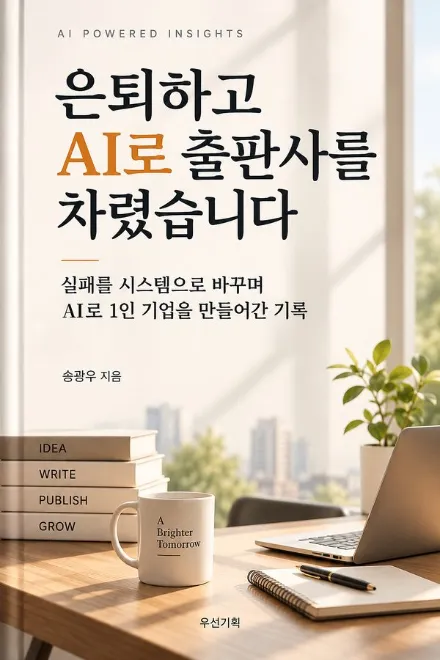 AI POWERED INSIGHTS
은퇴하고
AI로 출판사를
차렸습니다
실패를 시스템으로 바꾸며
AI로 1인 기업을 만들어간 기록
송광우 지음
IDEA
WRITE
PUBLISH
GROW
A
Brighter
Tomorrow
우선기획